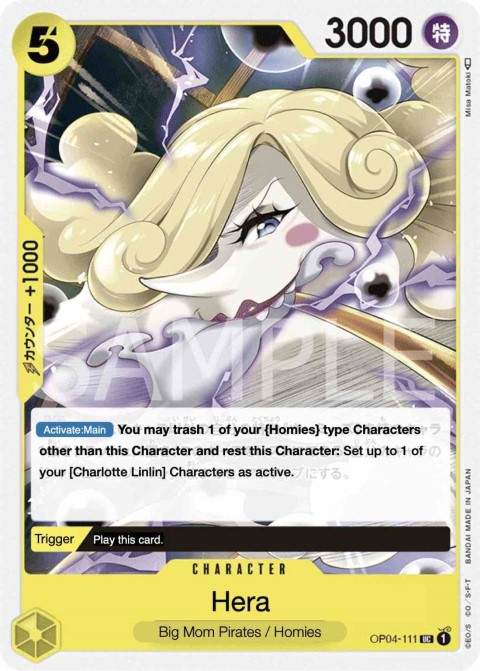 5
3000
特
Misa Matoki
カウンター +1000
SAMPLE
Activate:Main You may trash 1 of your {Homies} type Characters
other than this Character and rest this Character: Set up to 1 of
your [Charlotte Linlin] Characters as active.
Trigger Play this card.
CHARACTER
Hera
Big Mom Pirates / Homies
OP04-111 UC 1
©E.O/S ©O/S·F·T BANDAI MADE IN JAPAN